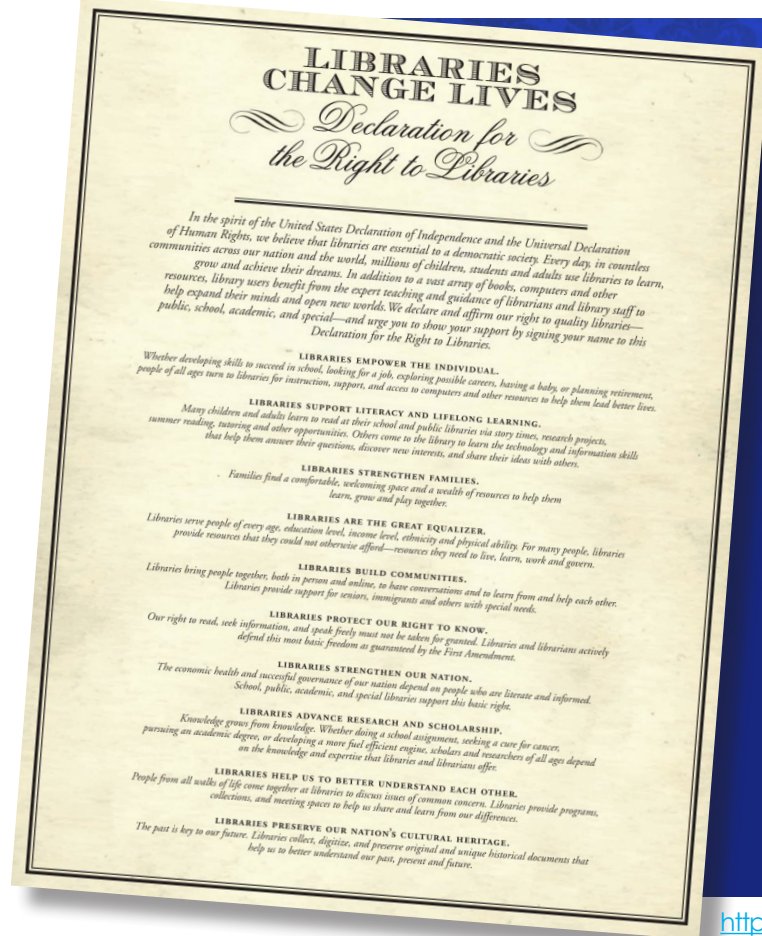 LIBRARIES
CHANGE LIVES
Declaration for
the Right to Libraries
In the spirit of the United States Declaration of Independence and the Universal Declaration
of Human Rights, we believe that libraries are essential to a democratic society. Every day, in countless
communities across our nation and the world, millions of children, students and adults use libraries to learn,
grow and achieve their dreams. In addition to a vast array of books, computers and other
resources, library users benefit from the expert teaching and guidance of librarians and library staff to
help expand their minds and open new worlds. We declare and affirm our right to quality libraries—
public, school, academic, and special—and urge you to show your support by signing your name to this
Declaration for the Right to Libraries.
LIBRARIES EMPOWER THE INDIVIDUAL.
Whether developing skills to succeed in school, looking for a job, exploring possible careers, having a baby, or planning retirement,
people of all ages turn to libraries for instruction, support, and access to computers and other resources to help them lead better lives.
LIBRARIES SUPPORT LITERACY AND LIFELONG LEARNING.
Many children and adults learn to read at their school and public libraries via story times, research projects,
summer reading, tutoring and other opportunities. Others come to the library to learn the technology and information skills
that help them answer their questions, discover new interests, and share their ideas with others.
LIBRARIES STRENGTHEN FAMILIES.
Families find a comfortable, welcoming space and a wealth of resources to help them
learn, grow and play together.
LIBRARIES ARE THE GREAT EQUALIZER.
Libraries serve people of every age, education level, income level, ethnicity and physical ability. For many people, libraries
provide resources that they could not otherwise afford—resources they need to live, learn, work and govern.
LIBRARIES BUILD COMMUNITIES.
Libraries bring people together, both in person and online, to have conversations and to learn from and help each other.
Libraries provide support for seniors, immigrants and others with special needs.
LIBRARIES PROTECT OUR RIGHT TO KNOW.
Our right to read, seek information, and speak freely must not be taken for granted. Libraries and librarians actively
defend this most basic freedom as guaranteed by the First Amendment.
LIBRARIES STRENGTHEN OUR NATION.
The economic health and successful governance of our nation depend on people who are literate and informed.
School, public, academic, and special libraries support this basic right.
LIBRARIES ADVANCE RESEARCH AND SCHOLARSHIP.
Knowledge grows from knowledge. Whether doing a school assignment, seeking a cure for cancer,
pursuing an academic degree, or developing a more fuel efficient engine, scholars and researchers of all ages depend
on the knowledge and expertise that libraries and librarians offer.
LIBRARIES HELP US TO BETTER UNDERSTAND EACH OTHER.
People from all walks of life come together at libraries to discuss issues of common concern. Libraries provide programs,
collections, and meeting spaces to help us share and learn from our differences.
LIBRARIES PRESERVE OUR NATION'S CULTURAL HERITAGE.
The past is key to our future. Libraries collect, digitize, and preserve original and unique historical documents that
help us to better understand our past, present and future.
http